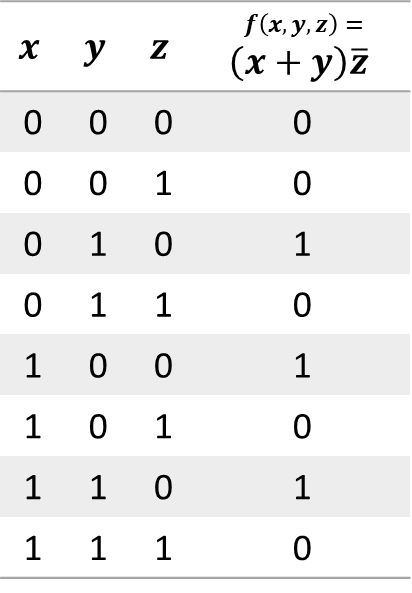 x y z f(x, y, z) =
(x + y)z̅
0 0 0 0
0 0 1 0
0 1 0 1
0 1 1 0
1 0 0 1
1 0 1 0
1 1 0 1
1 1 1 0